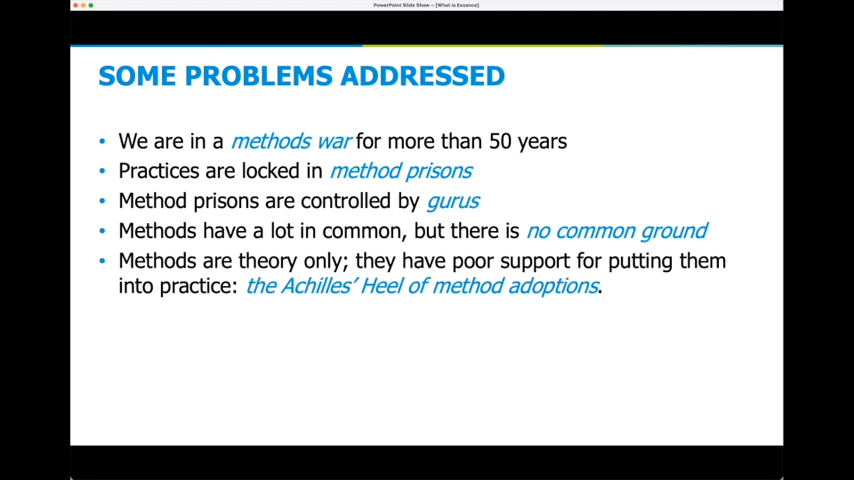 PowerPoint Slide Show – [What is Essence]
SOME PROBLEMS ADDRESSED
• We are in a methods war for more than 50 years
• Practices are locked in method prisons
• Method prisons are controlled by gurus
• Methods have a lot in common, but there is no common ground
• Methods are theory only; they have poor support for putting them
into practice: the Achilles’ Heel of method adoptions.